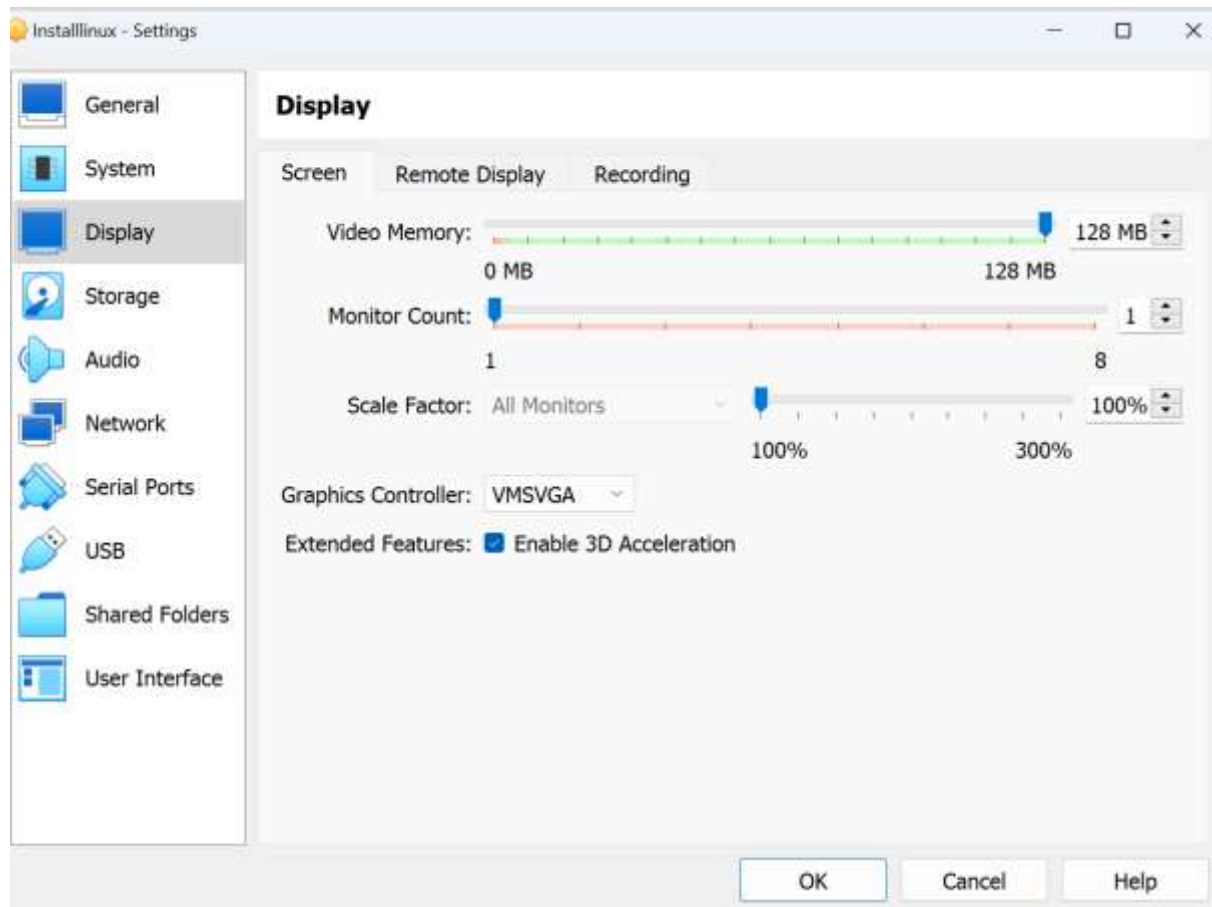 Installlinux - Settings
General
System
Display
Storage
Audio
Network
Serial Ports
USB
Shared Folders
User Interface
Display
Screen Remote Display Recording
Video Memory: 128 MB
0 MB 128 MB
Monitor Count: 1
1 8
Scale Factor: All Monitors 100%
100% 300%
Graphics Controller: VMSVGA
Extended Features: Enable 3D Acceleration
OK Cancel Help